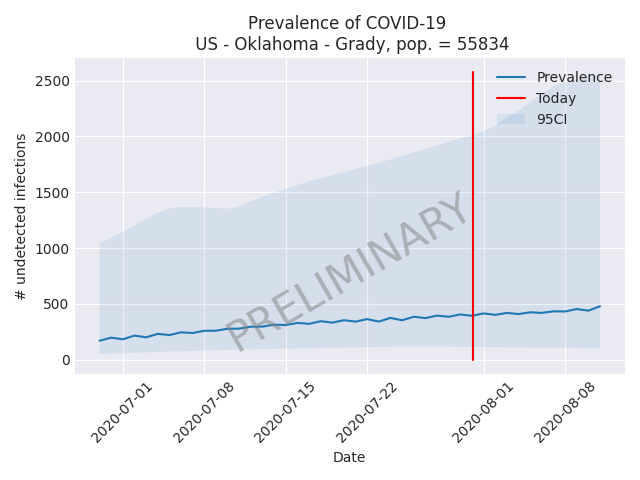 Prevalence of COVID-19
US - Oklahoma - Grady, pop. = 55834
Prevalence
Today
95CI
2500
2000
1500
1000
500
0
# undetected infections
PRELIMINARY
2020-07-01
2020-07-08
2020-07-15
2020-07-22
2020-08-01
2020-08-08
Date